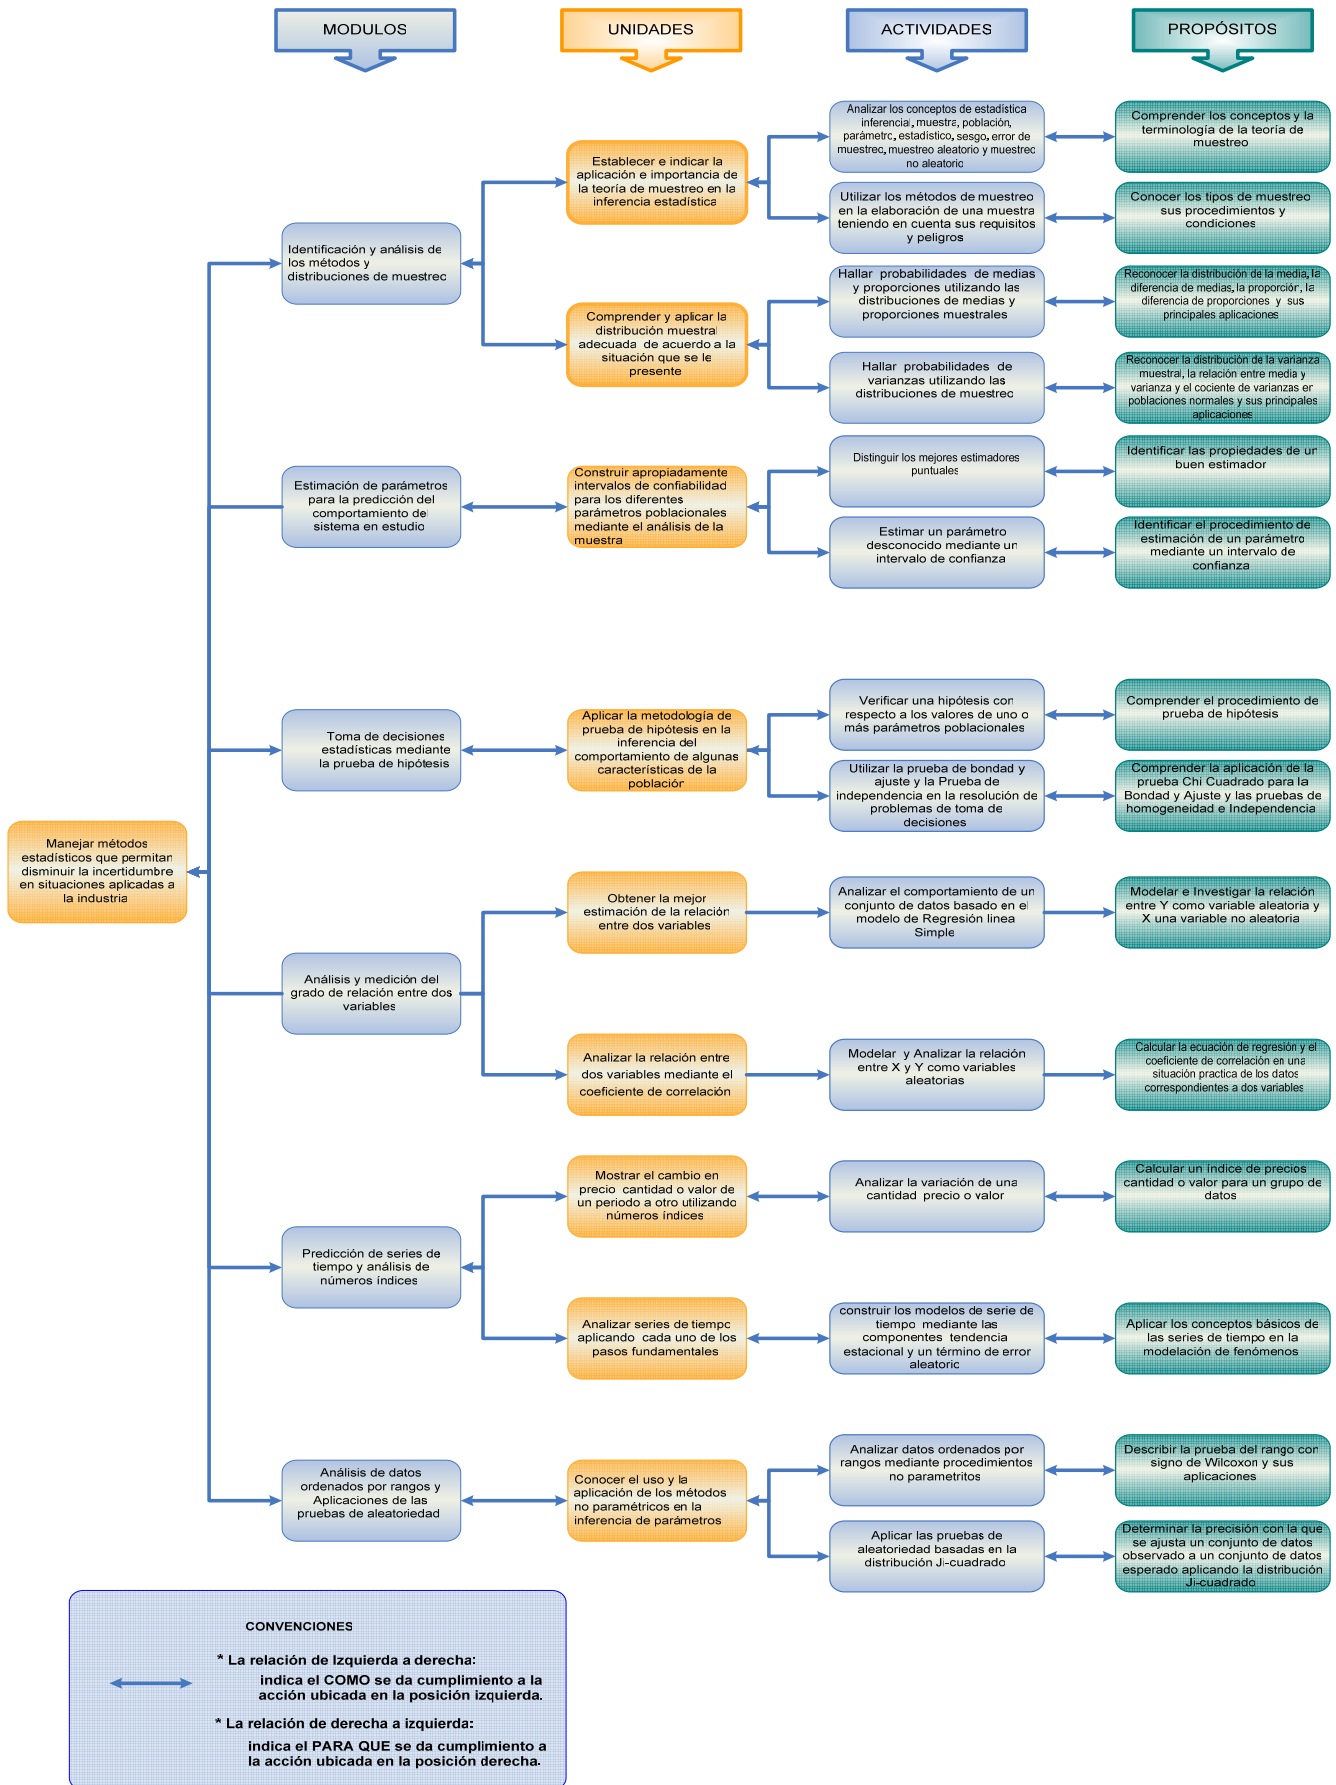 MODULOS
UNIDADES
ACTIVIDADES
PROPÓSITOS
Manejar métodos
estadísticos que permitan
disminuir la incertidumbre
en situaciones aplicadas a
la industria
Identificación y análisis de
los métodos y
distribuciones de muestreo
Establecer e indicar la
aplicación e importancia de
la teoría de muestreo en la
inferencia estadística
Analizar los conceptos de estadística
inferencial, muestra, población,
parámetro, estadístico, sesgo, error de
muestreo, muestreo aleatorio y muestreo
no aleatorio
Comprender los conceptos y la
terminología de la teoría de
muestreo
Utilizar los métodos de muestreo
en la elaboración de una muestra
teniendo en cuenta sus requisitos
y peligros
Conocer los tipos de muestreo
sus procedimientos y
condiciones
Comprender y aplicar la
distribución muestral
adecuada de acuerdo a la
situación que se le
presente
Hallar probabilidades de medias
y proporciones utilizando las
distribuciones de medias y
proporciones muestrales
Reconocer la distribución de la media, la
diferencia de medias, la proporción, la
diferencia de proporciones y sus
principales aplicaciones
Hallar probabilidades de
varianzas utilizando las
distribuciones de muestreo
Reconocer la distribución de la varianza
muestral, la relación entre media y
varianza y el cociente de varianzas en
poblaciones normales y sus principales
aplicaciones
Estimación de parámetros
para la predicción del
comportamiento del
sistema en estudio
Construir apropiadamente
intervalos de confiabilidad
para los diferentes
parámetros poblacionales
mediante el análisis de la
muestra
Distinguir los mejores estimadores
puntuales
Identificar las propiedades de un
buen estimador
Estimar un parámetro
desconocido mediante un
intervalo de confianza
Identificar el procedimiento de
estimación de un parámetro
mediante un intervalo de
confianza
Toma de decisiones
estadísticas mediante
la prueba de hipótesis
Aplicar la metodología de
prueba de hipótesis en la
inferencia del
comportamiento de algunas
características de la
población
Verificar una hipótesis con
respecto a los valores de uno o
más parámetros poblacionales
Comprender el procedimiento de
prueba de hipótesis
Utilizar la prueba de bondad y
ajuste y la Prueba de
independencia en la resolución de
problemas de toma de
decisiones
Comprender la aplicación de la
prueba Chi Cuadrado para la
Bondad y Ajuste y las pruebas de
homogeneidad e Independencia
Análisis y medición del
grado de relación entre dos
variables
Obtener la mejor
estimación de la relación
entre dos variables
Analizar el comportamiento de un
conjunto de datos basado en el
modelo de Regresión linea
Simple
Modelar e Investigar la relación
entre Y como variable aleatoria y
X una variable no aleatoria
Analizar la relación entre
dos variables mediante el
coeficiente de correlación
Modelar y Analizar la relación
entre X y Y como variables
aleatorias
Calcular la ecuación de regresión y el
coeficiente de correlación en una
situación practica de los datos
correspondientes a dos variables
Predicción de series de
tiempo y análisis de
números índices
Mostrar el cambio en
precio cantidad o valor de
un periodo a otro utilizando
números índices
Analizar la variación de una
cantidad precio o valor
Calcular un índice de precios
cantidad o valor para un grupo de
datos
Analizar series de tiempo
aplicando cada uno de los
pasos fundamentales
construir los modelos de serie de
tiempo mediante las
componentes tendencia
estacional y un término de error
aleatorio
Aplicar los conceptos básicos de
las series de tiempo en la
modelación de fenómenos
Análisis de datos
ordenados por rangos y
Aplicaciones de las
pruebas de aleatoriedad
Conocer el uso y la
aplicación de los métodos
no paramétricos en la
inferencia de parámetros
Analizar datos ordenados por
rangos mediante procedimientos
no parametritos
Describir la prueba del rango con
signo de Wilcoxon y sus
aplicaciones
Aplicar las pruebas de
aleatoriedad basadas en la
distribución Ji-cuadrado
Determinar la precisión con la que
se ajusta un conjunto de datos
observado a un conjunto de datos
esperado aplicando la distribución
Ji-cuadrado
CONVENCIONES
* La relación de Izquierda a derecha:
indica el COMO se da cumplimiento a la
acción ubicada en la posición izquierda.
* La relación de derecha a izquierda:
indica el PARA QUE se da cumplimiento a
la acción ubicada en la posición derecha.